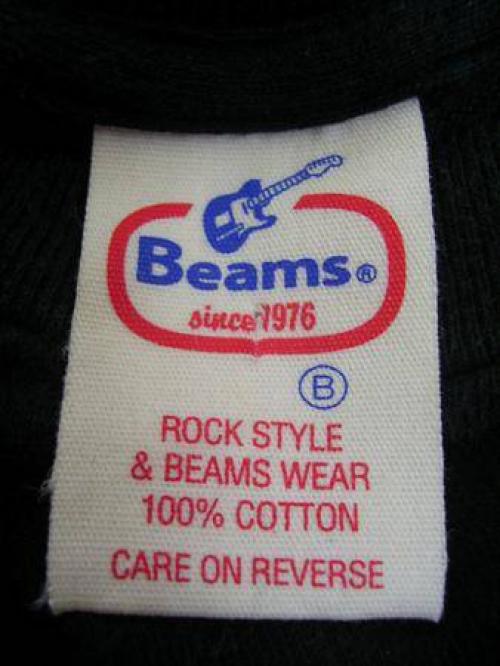 Beams®
since 1976
B
ROCK STYLE
& BEAMS WEAR
100% COTTON
CARE ON REVERSE